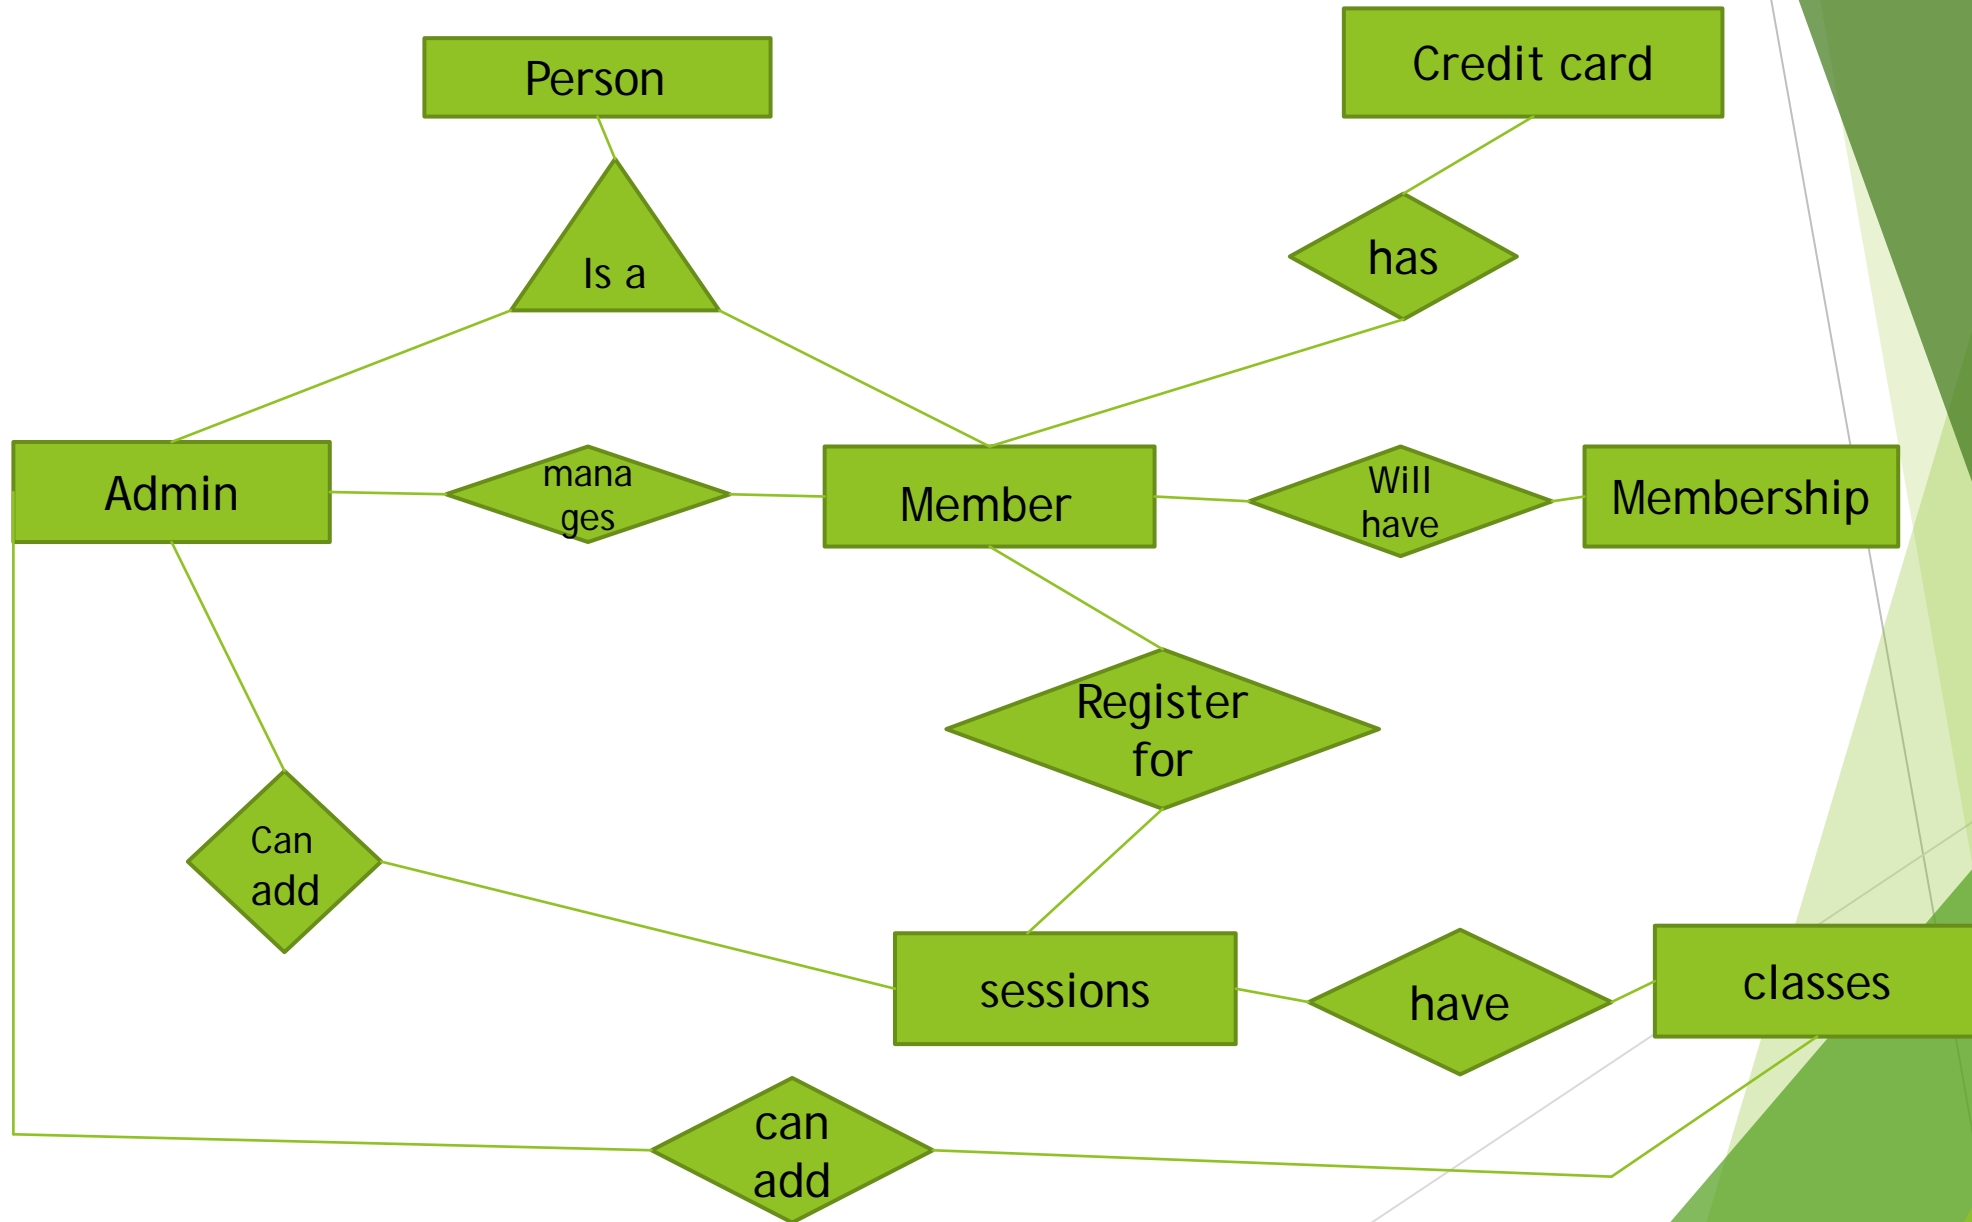 Person
Credit card
Is a
has
Admin
mana
ges
Member
Will
have
Membership
Register
for
Can
add
sessions
have
classes
can
add